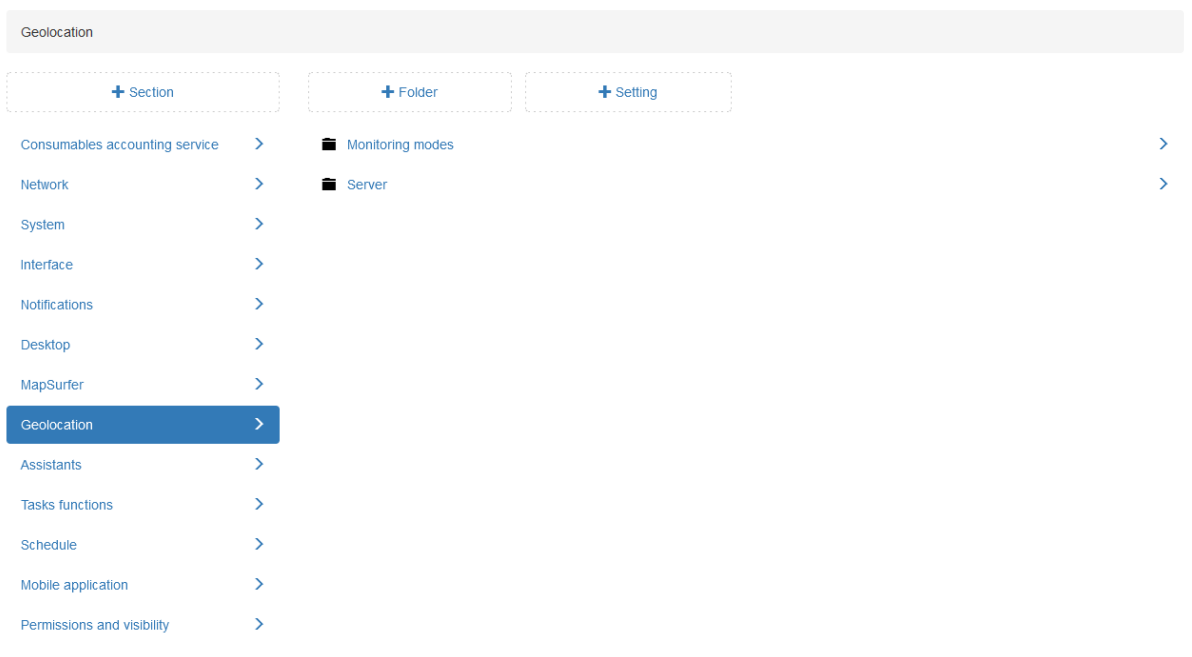 Geolocation
+ Section
+ Folder
+ Setting
Consumables accounting service
Network
System
Interface
Notifications
Desktop
MapSurfer
Geolocation
Assistants
Tasks functions
Schedule
Mobile application
Permissions and visibility
Monitoring modes
Server